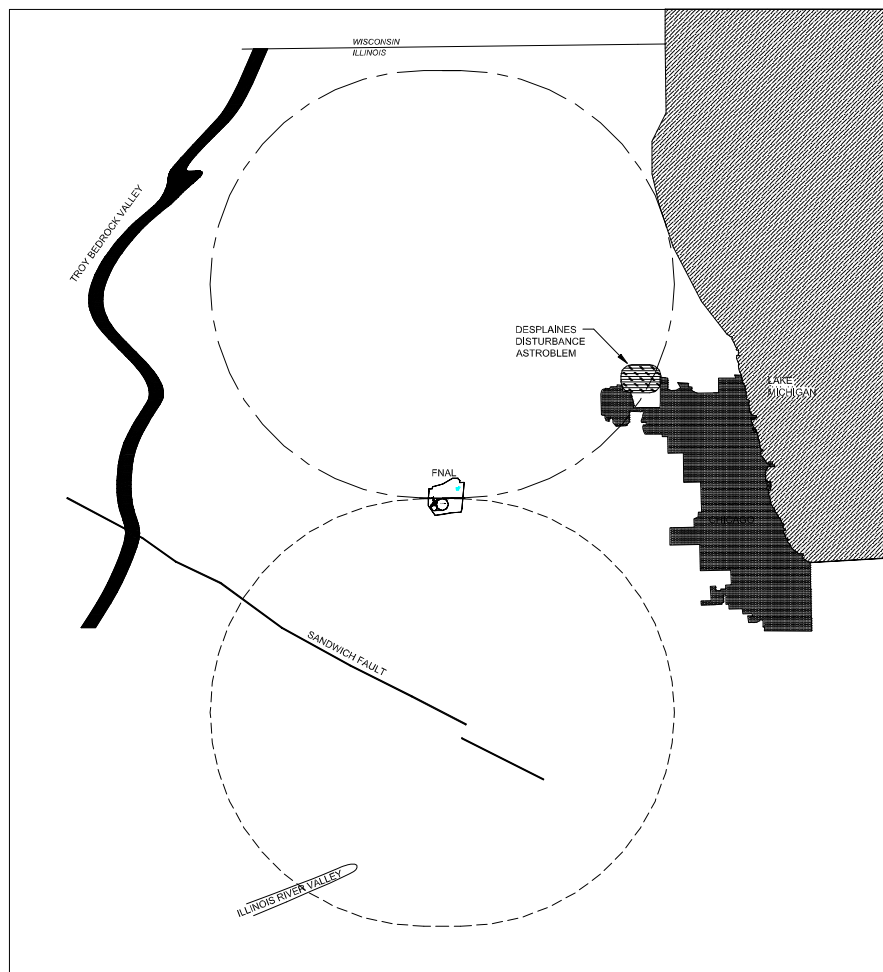 WISCONSIN
ILLINOIS
TROY BEDROCK VALLEY
DESPLAINES
DISTURBANCE
ASTROBLEM
LAKE
MICHIGAN
FNAL
CHICAGO
SANDWICH FAULT
ILLINOIS RIVER VALLEY